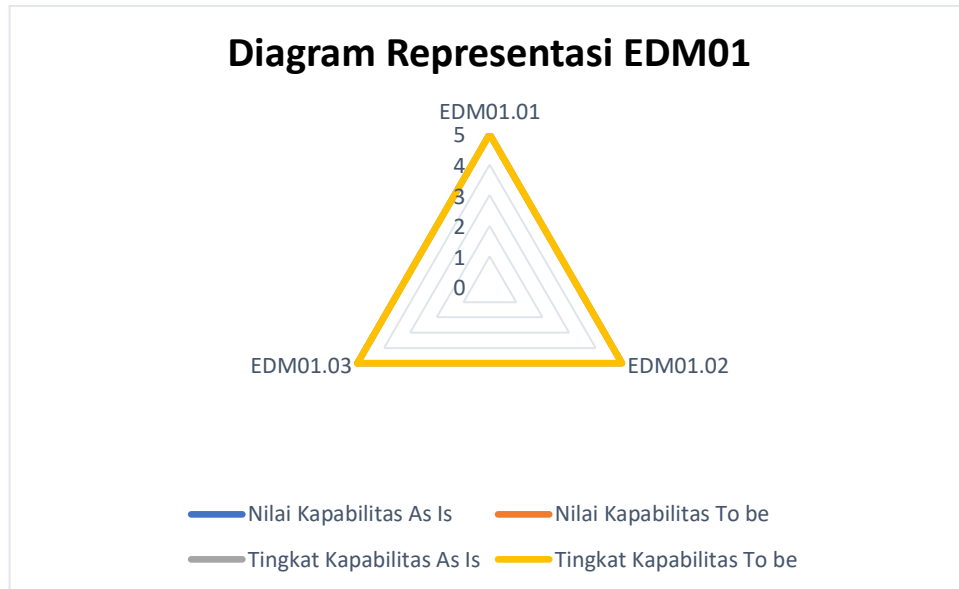 Diagram Representasi EDM01
EDM01.01
5
4
3
2
1
0
EDM01.03
EDM01.02
Nilai Kapabilitas As Is
Nilai Kapabilitas To be
Tingkat Kapabilitas As Is
Tingkat Kapabilitas To be